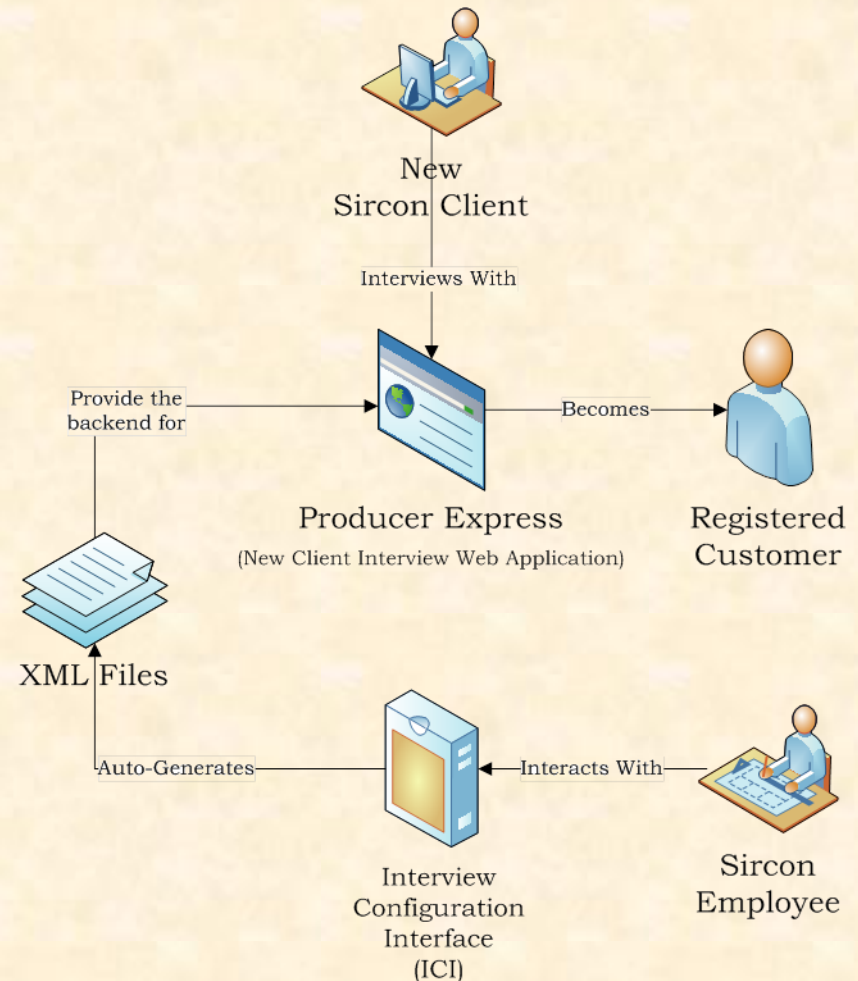 New
Sircon Client
Interviews With
Provide the
backend for
Becomes
Producer Express
(New Client Interview Web Application)
Registered
Customer
XML Files
Auto-Generates
Interacts With
Interview
Configuration
Interface
(ICI)
Sircon
Employee